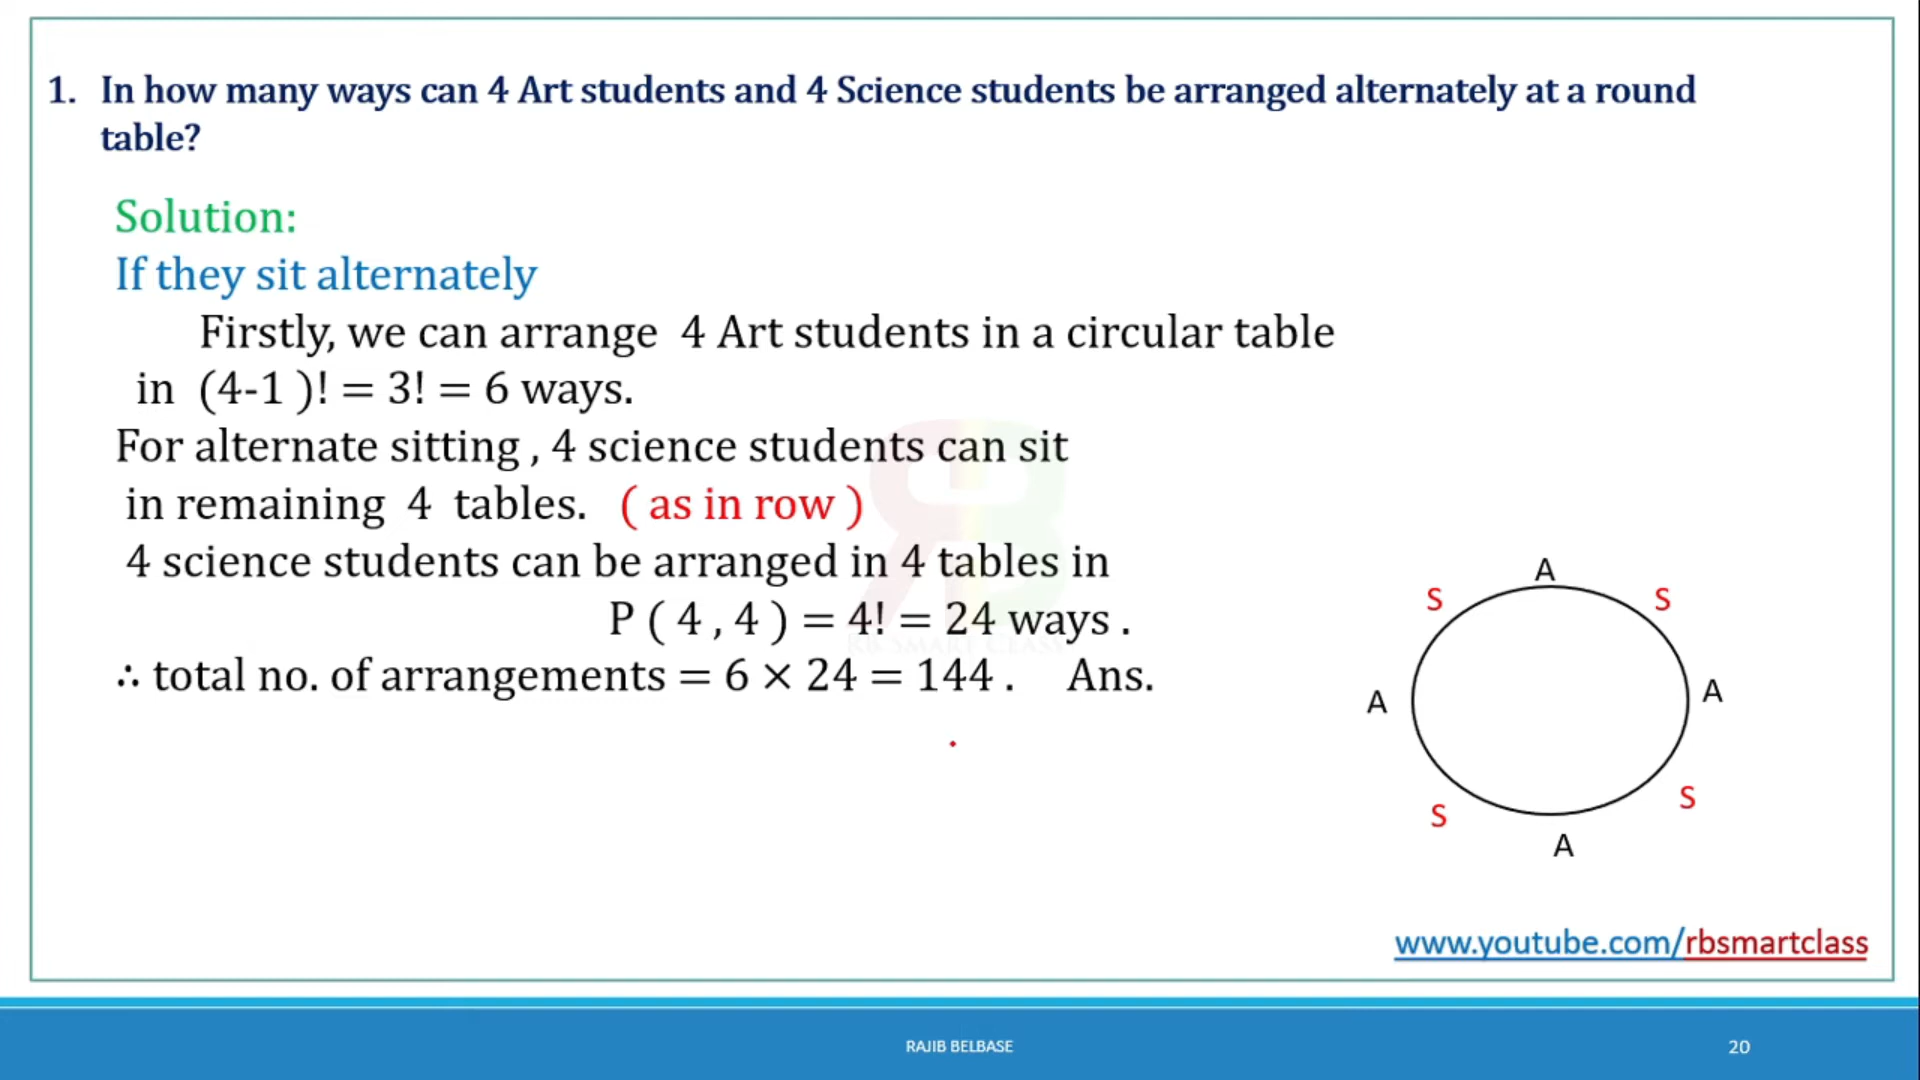 1. In how many ways can 4 Art students and 4 Science students be arranged alternately at a round
table?
Solution:
If they sit alternately
Firstly, we can arrange 4 Art students in a circular table
in (4-1 )! = 3! = 6 ways.
For alternate sitting , 4 science students can sit
in remaining 4 tables. ( as in row )
4 science students can be arranged in 4 tables in
P ( 4 , 4 ) = 4! = 24 ways .
RB SMART CLASS
∴ total no. of arrangements = 6 × 24 = 144 . Ans.
A
S S
A A
S S
A
www.youtube.com/rbsmartclass
RAJIB BELBASE 20